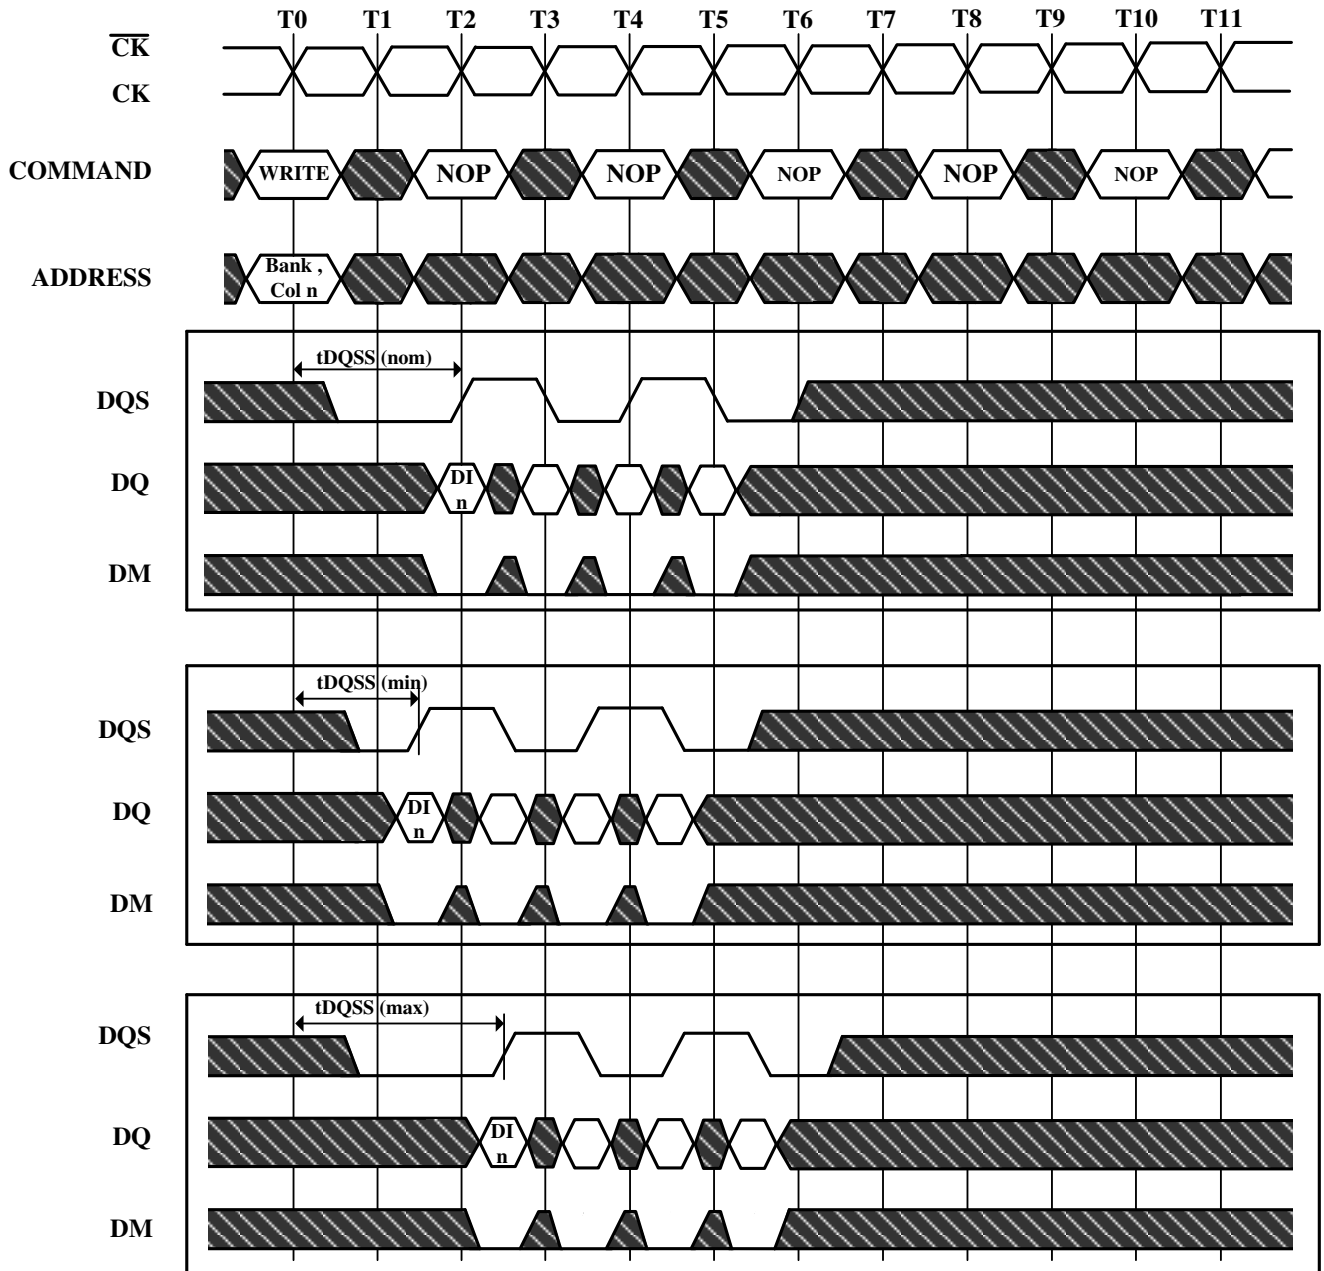 T0 T1 T2 T3 T4 T5 T6 T7 T8 T9 T10 T11
CK
CK
COMMAND WRITE NOP NOP NOP NOP NOP
ADDRESS Bank ,
Col n
tDQSS (nom)
DQS
DQ DI
n
DM
tDQSS (min)
DQS
DQ DI
n
DM
tDQSS (max)
DQS
DQ DI
n
DM